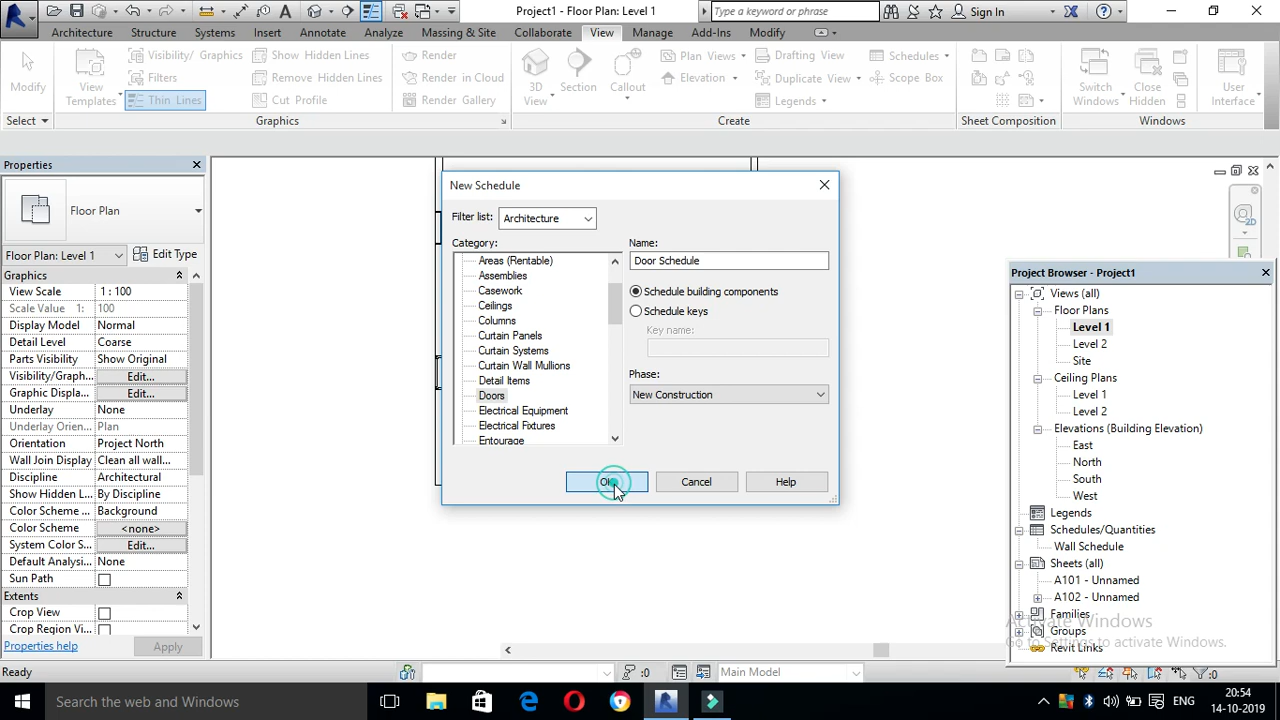 Project1 - Floor Plan: Level 1
Type a keyword or phrase
Sign In
Architecture Structure Systems Insert Annotate Analyze Massing & Site Collaborate View Manage Add-Ins Modify
Modify
View
Templates
Visibility/ Graphics
Filters
Thin Lines
Show Hidden Lines
Remove Hidden Lines
Cut Profile
Render
Render in Cloud
Render Gallery
3D
View
Section
Callout
Plan Views
Elevation
Drafting View
Duplicate View
Legends
Schedules
Scope Box
Switch
Windows
Close
Hidden
User
Interface
Select
Graphics
Create
Sheet Composition
Windows
Properties
Floor Plan
Floor Plan: Level 1
Edit Type
Graphics
View Scale 1 : 100
Scale Value 1: 100
Display Model Normal
Detail Level Coarse
Parts Visibility Show Original
Visibility/Graph... Edit...
Graphic Displa... Edit...
Underlay None
Underlay Orien... Plan
Orientation Project North
Wall Join Display Clean all wall...
Discipline Architectural
Show Hidden L... By Discipline
Color Scheme ... Background
Color Scheme <none>
System Color S... Edit...
Default Analysi... None
Sun Path
Extents
Crop View
Crop Region Vi...
Properties help
Apply
New Schedule
Filter list: Architecture
Category:
Areas (Rentable)
Assemblies
Casework
Ceilings
Columns
Curtain Panels
Curtain Systems
Curtain Wall Mullions
Detail Items
Doors
Electrical Equipment
Electrical Fixtures
Entourage
Name:
Door Schedule
Schedule building components
Schedule keys
Key name:
Phase:
New Construction
OK
Cancel
Help
2D
Project Browser - Project1
Views (all)
Floor Plans
Level 1
Level 2
Site
Ceiling Plans
Level 1
Level 2
Elevations (Building Elevation)
East
North
South
West
Legends
Schedules/Quantities
Wall Schedule
Sheets (all)
A101 - Unnamed
A102 - Unnamed
Families
Groups
Revit Links
Activate Windows
Go to Settings to activate Windows.
Ready
:0
Main Model
:0
Search the web and Windows
ENG
20:54
14-10-2019